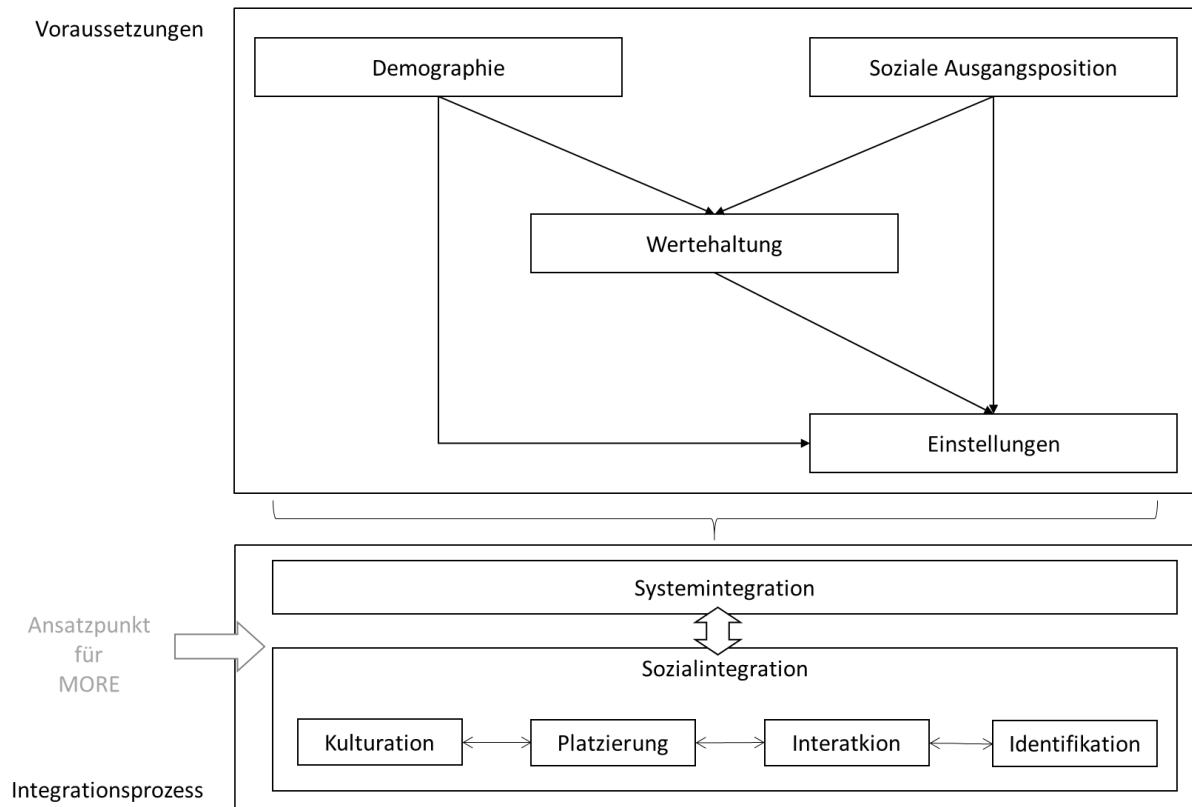 Voraussetzungen
Demographie
Soziale Ausgangsposition
Wertehaltung
Einstellungen
Systemintegration
Ansatzpunkt
für
MORE
Sozialintegration
Kulturation
Platzierung
Interatkion
Identifikation
Integrationsprozess